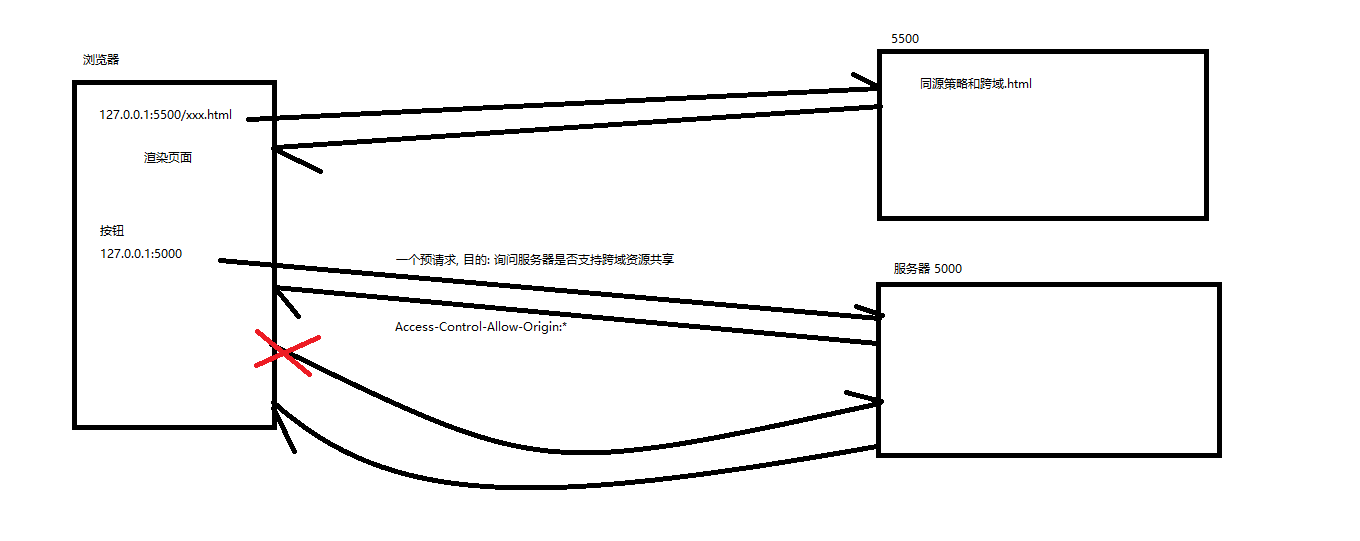 浏览器
127.0.0.1:5500/xxx.html
渲染页面
按钮
127.0.0.1:5000
5500
同源策略和跨域.html
一个预请求, 目的: 询问服务器是否支持跨域资源共享
Access-Control-Allow-Origin:*
服务器 5000